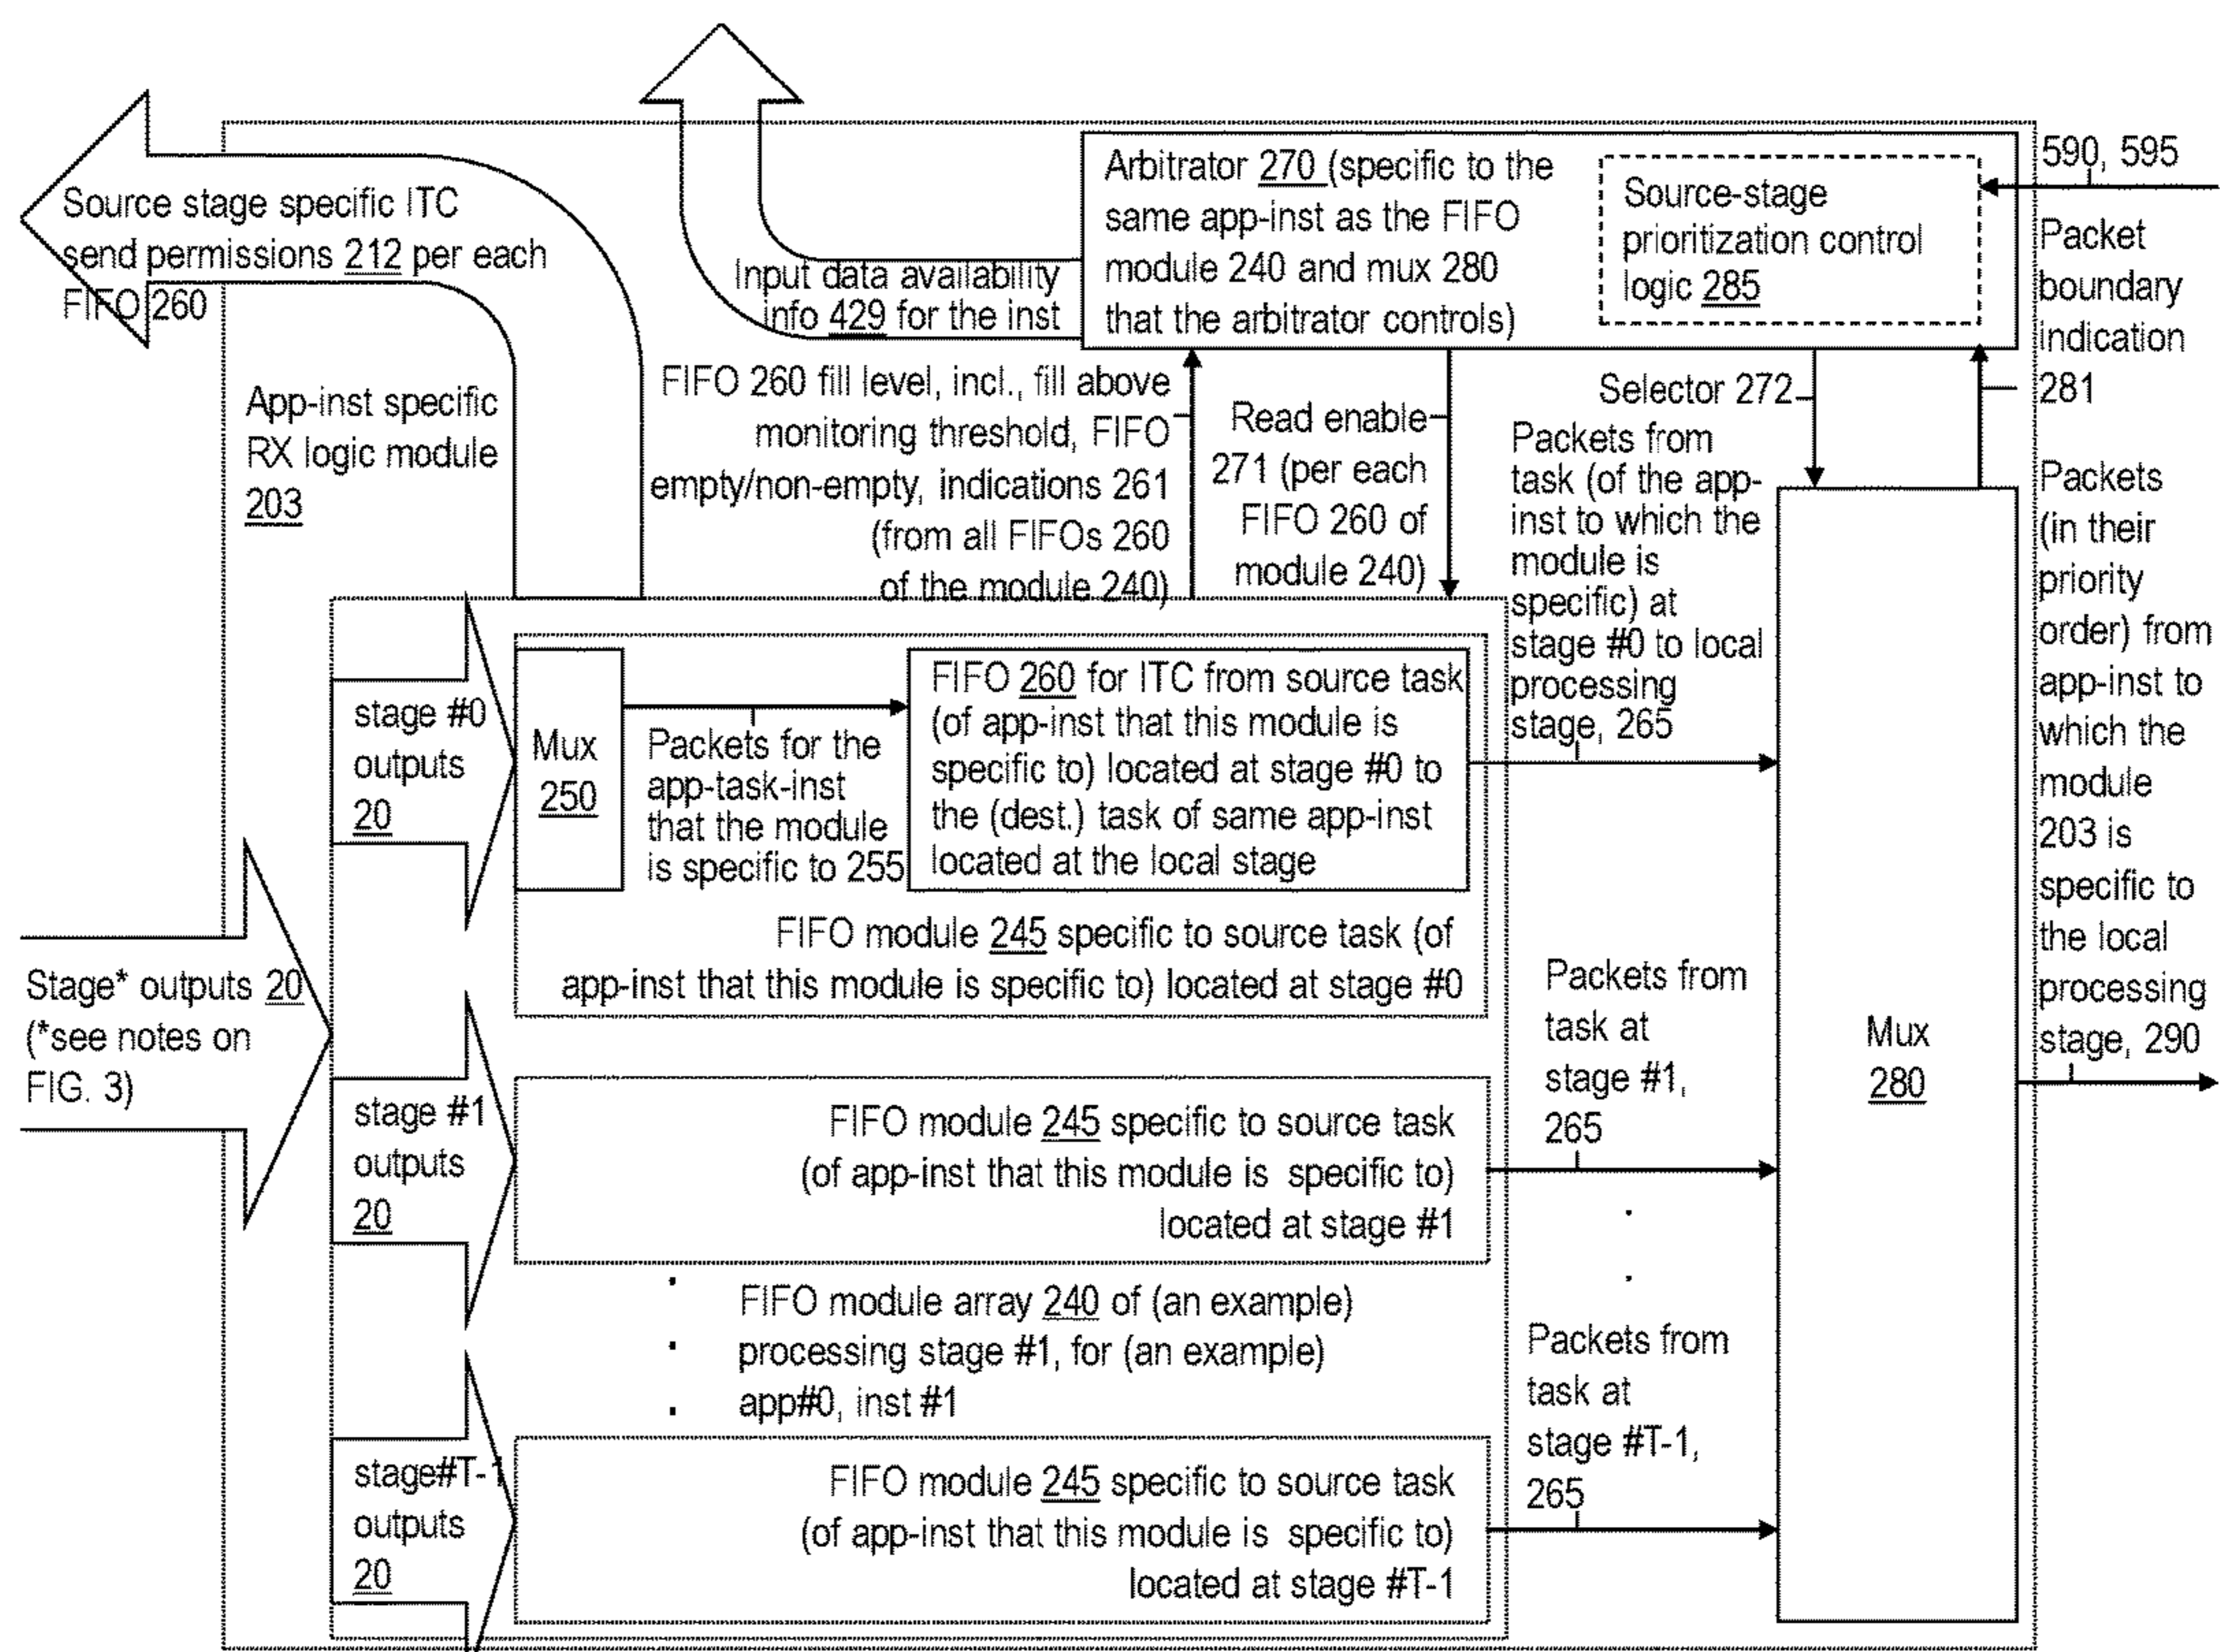 Source stage specific ITC
send permissions 212 per each
FIFO 260
Input data availability
info 429 for the inst
Arbitrator 270 (specific to the
same app-inst as the FIFO
module 240 and mux 280
that the arbitrator controls)
Source-stage
prioritization control
logic 285
590, 595
Packet
boundary
indication
281
App-inst specific
RX logic module
203
FIFO 260 fill level, incl., fill above
monitoring threshold, FIFO
empty/non-empty, indications 261
(from all FIFOs 260
of the module 240)
Read enable
271 (per each
FIFO 260 of
module 240)
Selector 272
Packets from
task (of the app-
inst to which the
module is
specific) at
stage #0 to local
processing
stage, 265
Packets
(in their
priority
order) from
app-inst to
which the
module
203 is
specific to
the local
processing
stage, 290
stage #0
outputs
20
Mux
250
Packets for the
app-task-inst
that the module
is specific to 255
FIFO 260 for ITC from source task
(of app-inst that this module is
specific to) located at stage #0 to
the (dest.) task of same app-inst
located at the local stage
FIFO module 245 specific to source task (of
app-inst that this module is specific to) located at stage #0
Stage* outputs 20
(*see notes on
FIG. 3)
stage #1
outputs
20
FIFO module 245 specific to source task
(of app-inst that this module is specific to)
located at stage #1
Packets from
task at
stage #1,
265
Mux
280
FIFO module array 240 of (an example)
processing stage #1, for (an example)
app#0, inst #1
Packets from
task at
stage #T-1,
265
stage#T-1
outputs
20
FIFO module 245 specific to source task
(of app-inst that this module is specific to)
located at stage #T-1